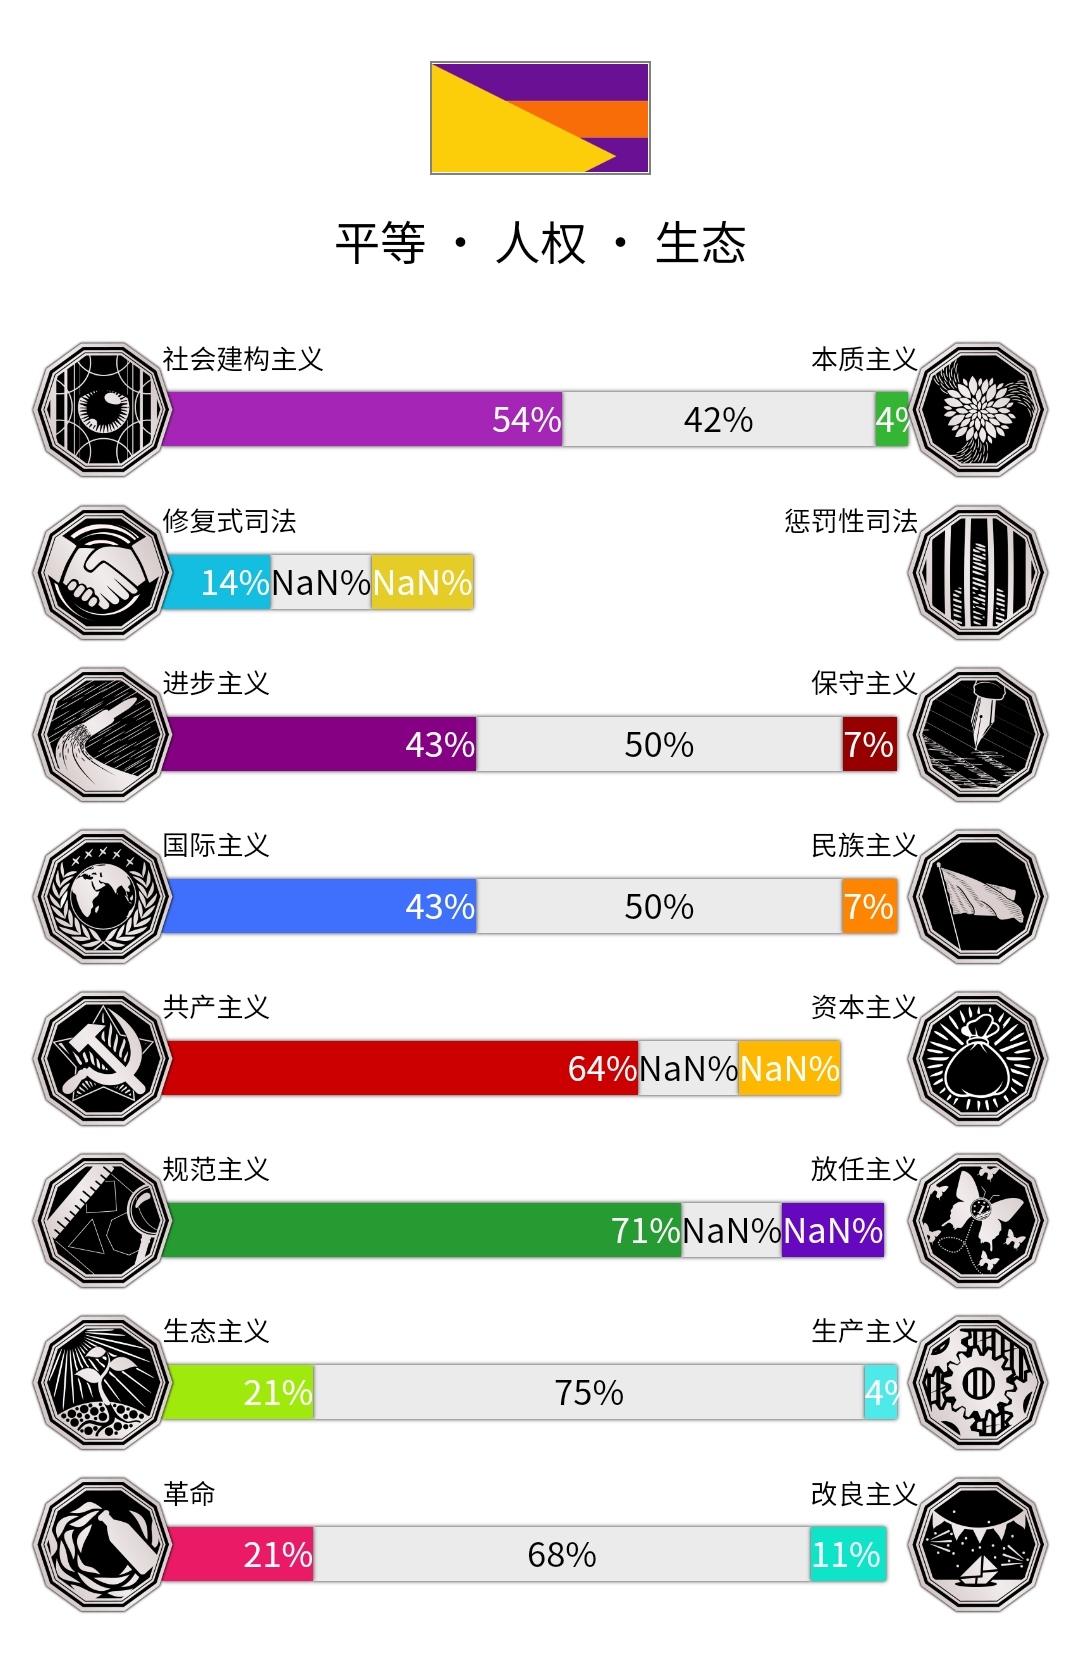 平等 · 人权 · 生态
社会建构主义 本质主义
54% 42% 4%
修复式司法 惩罚性司法
14% NaN% NaN%
进步主义 保守主义
43% 50% 7%
国际主义 民族主义
43% 50% 7%
共产主义 资本主义
64% NaN% NaN%
规范主义 放任主义
71% NaN% NaN%
生态主义 生产主义
21% 75% 4%
革命 改良主义
21% 68% 11%